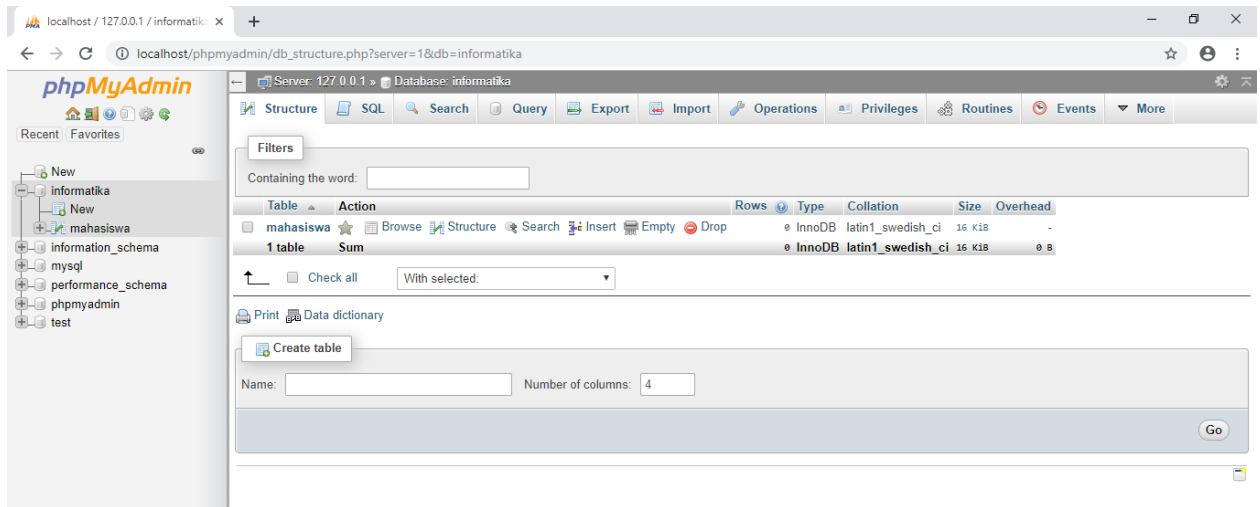 localhost / 127.0.0.1 / informatika
localhost/phpmyadmin/db_structure.php?server=1&db=informatika
phpMyAdmin
Recent Favorites
New
informatika
New
mahasiswa
information_schema
mysql
performance_schema
phpmyadmin
test
Server: 127.0.0.1 » Database: informatika
Structure SQL Search Query Export Import Operations Privileges Routines Events More
Filters
Containing the word:
Table Action Rows Type Collation Size Overhead
mahasiswa Browse Structure Search Insert Empty Drop 0 InnoDB latin1_swedish_ci 16 KiB -
1 table Sum 0 InnoDB latin1_swedish_ci 16 KiB 0 B
Check all With selected:
Print Data dictionary
Create table
Name: Number of columns: 4
Go